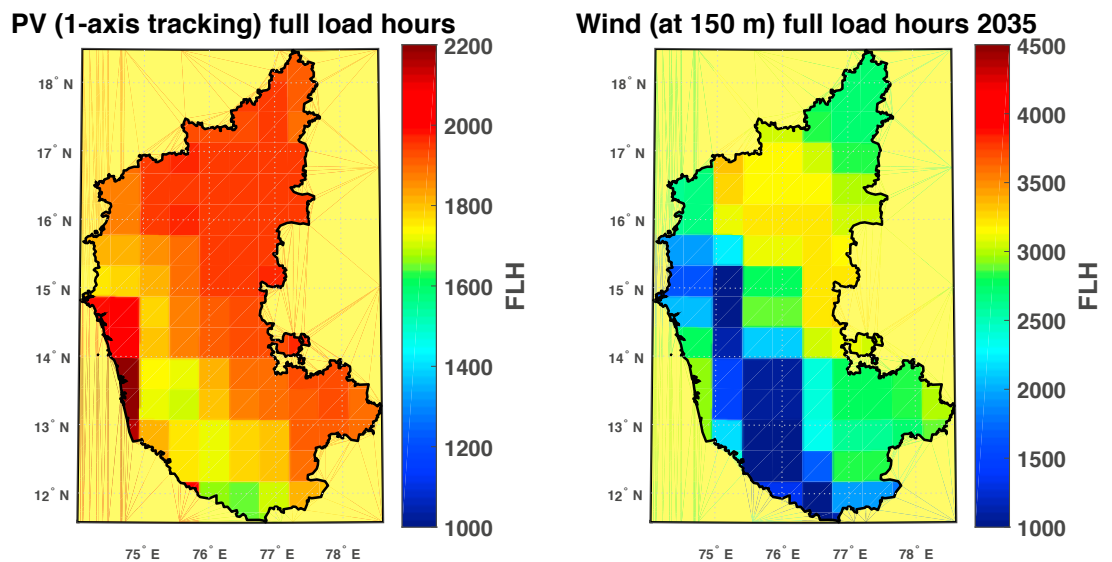 PV (1-axis tracking) full load hours
2200
2000
1800
1600
1400
1200
1000
FLH
18° N
17° N
16° N
15° N
14° N
13° N
12° N
75° E
76° E
77° E
78° E
Wind (at 150 m) full load hours 2035
4500
4000
3500
3000
2500
2000
1500
1000
FLH
18° N
17° N
16° N
15° N
14° N
13° N
12° N
75° E
76° E
77° E
78° E